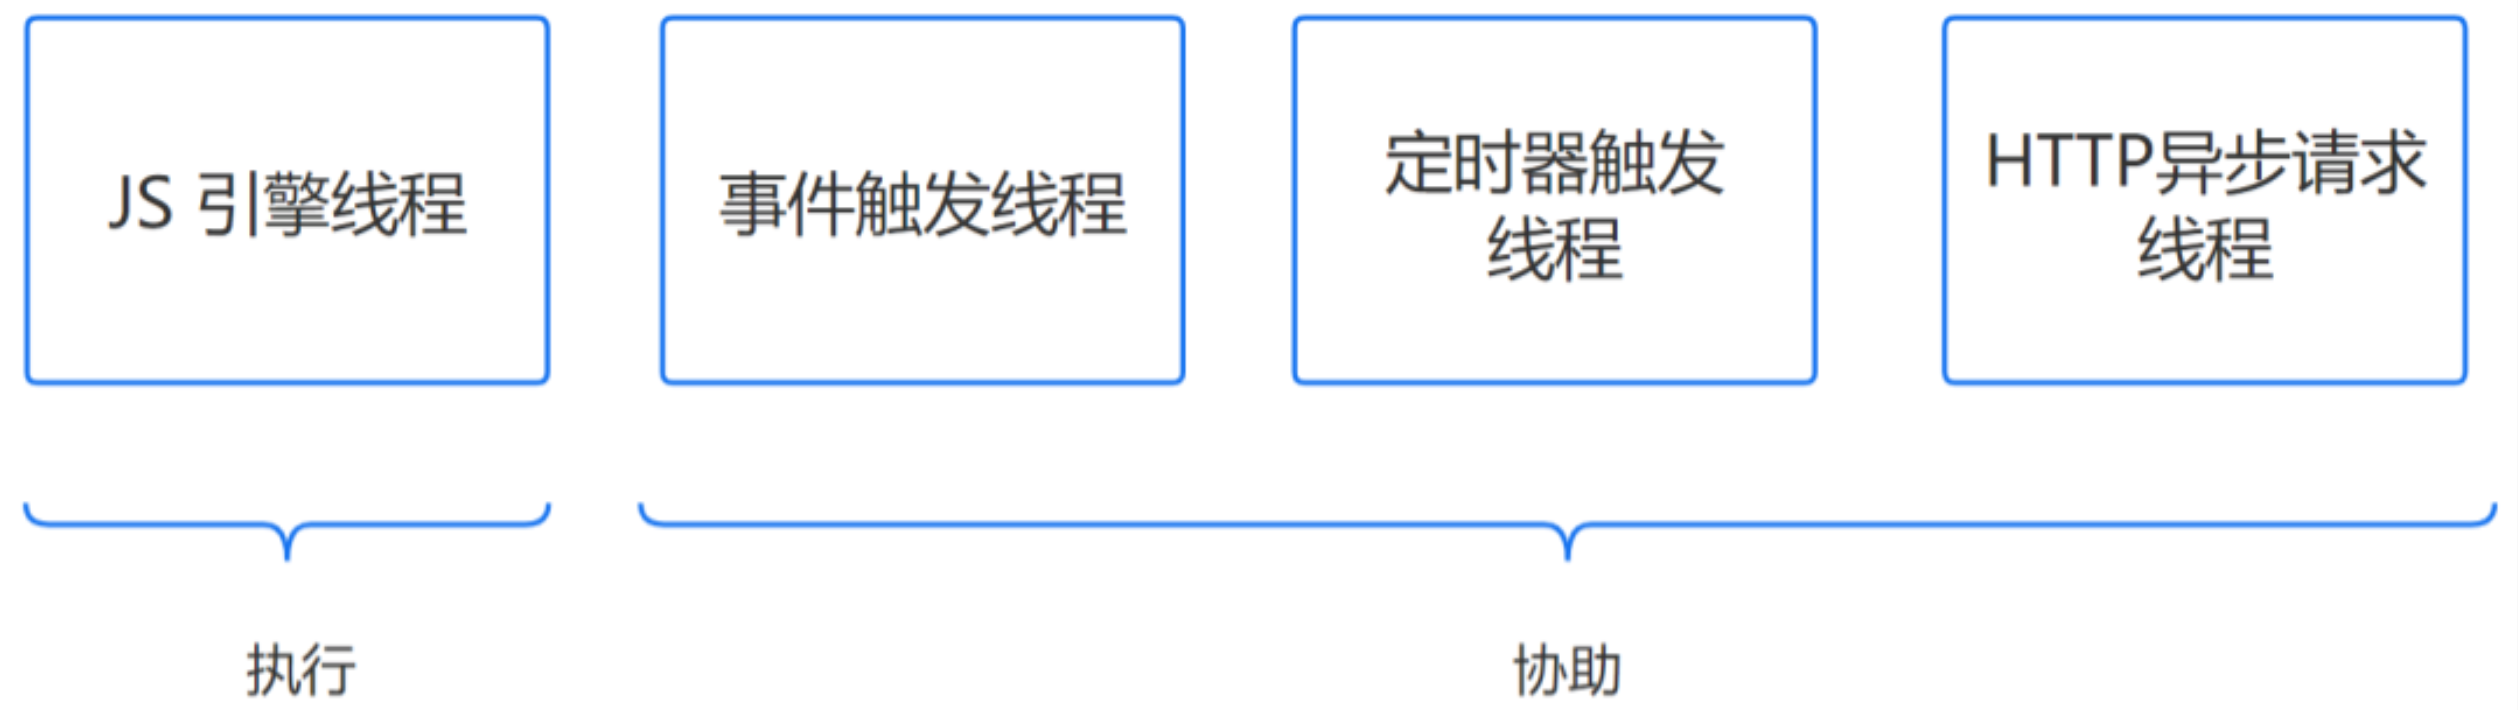 JS 引擎线程
事件触发线程
定时器触发
线程
HTTP异步请求
线程
执行
协助